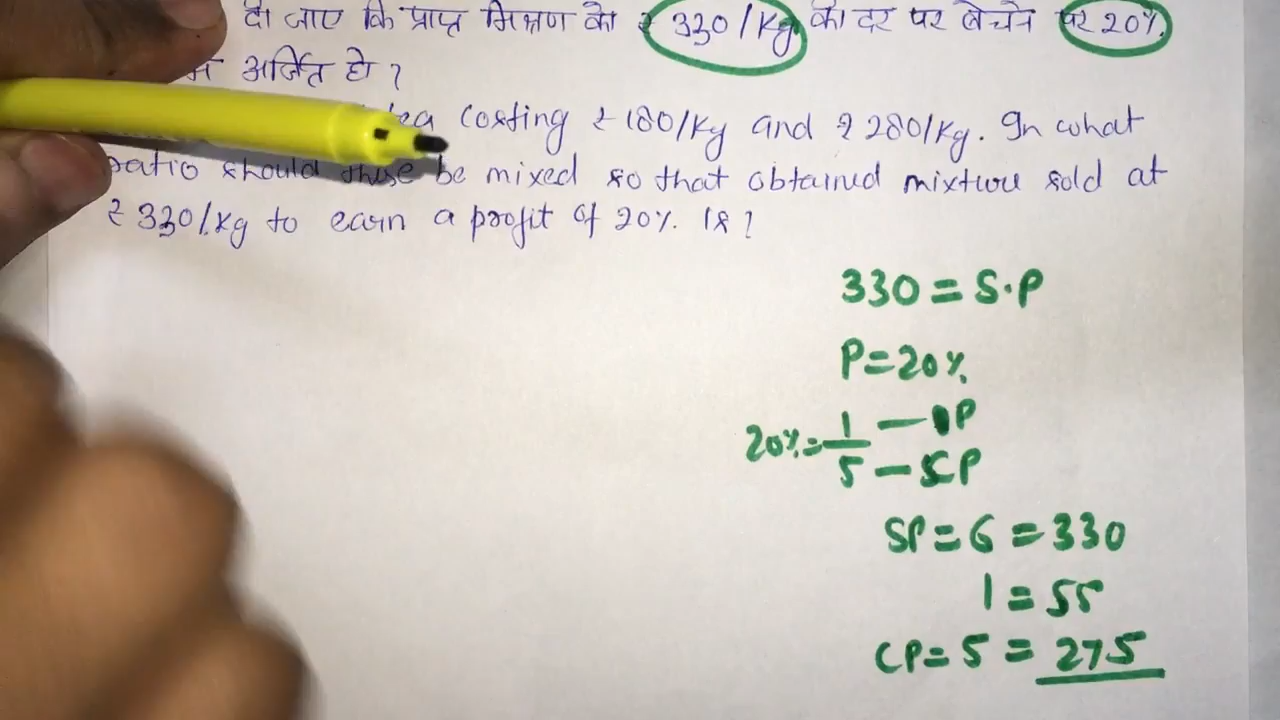 दी जाए कि प्राप्त मिश्रण को ₹ 330/Kg की दर पर बेचने पर 20%
अर्जित हो ?
tea costing ₹180/Kg and ₹280/Kg. In what
ratio should these be mixed so that obtained mixture sold at
₹330/Kg to earn a profit of 20%. is ?
330 = S.P
P=20%
20%= 1/5 — P
— CP
SP = 6 = 330
1 = 55
CP= 5 = 275